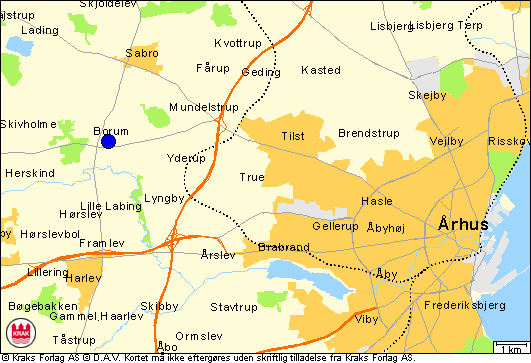 Skjoldelev
Lisbjerg
Lisbjerg Terp
Lading
Kvottrup
Sabro
Fårup
Geding
Kasted
Skejby
Mundelstrup
Skivholme
Borum
Tilst
Brendstrup
Vejlby
Risskov
Yderup
Herskind
True
Lyngby
Hasle
Lille Labing
Hørslev
Gellerup
Åbyhøj
Århus
Hørslevbol
Framlev
Brabrand
Årslev
Lillering
Harlev
Åby
Bøgebakken
Skibby
Stavtrup
Frederiksbjerg
Gammel Haarlev
Viby
KRAK
Tåstrup
Ormslev
Åbo
1 km
© Kraks Forlag AS © D.A.V. Kortet må ikke eftergøres uden skriftlig tilladelse fra Kraks Forlag AS.